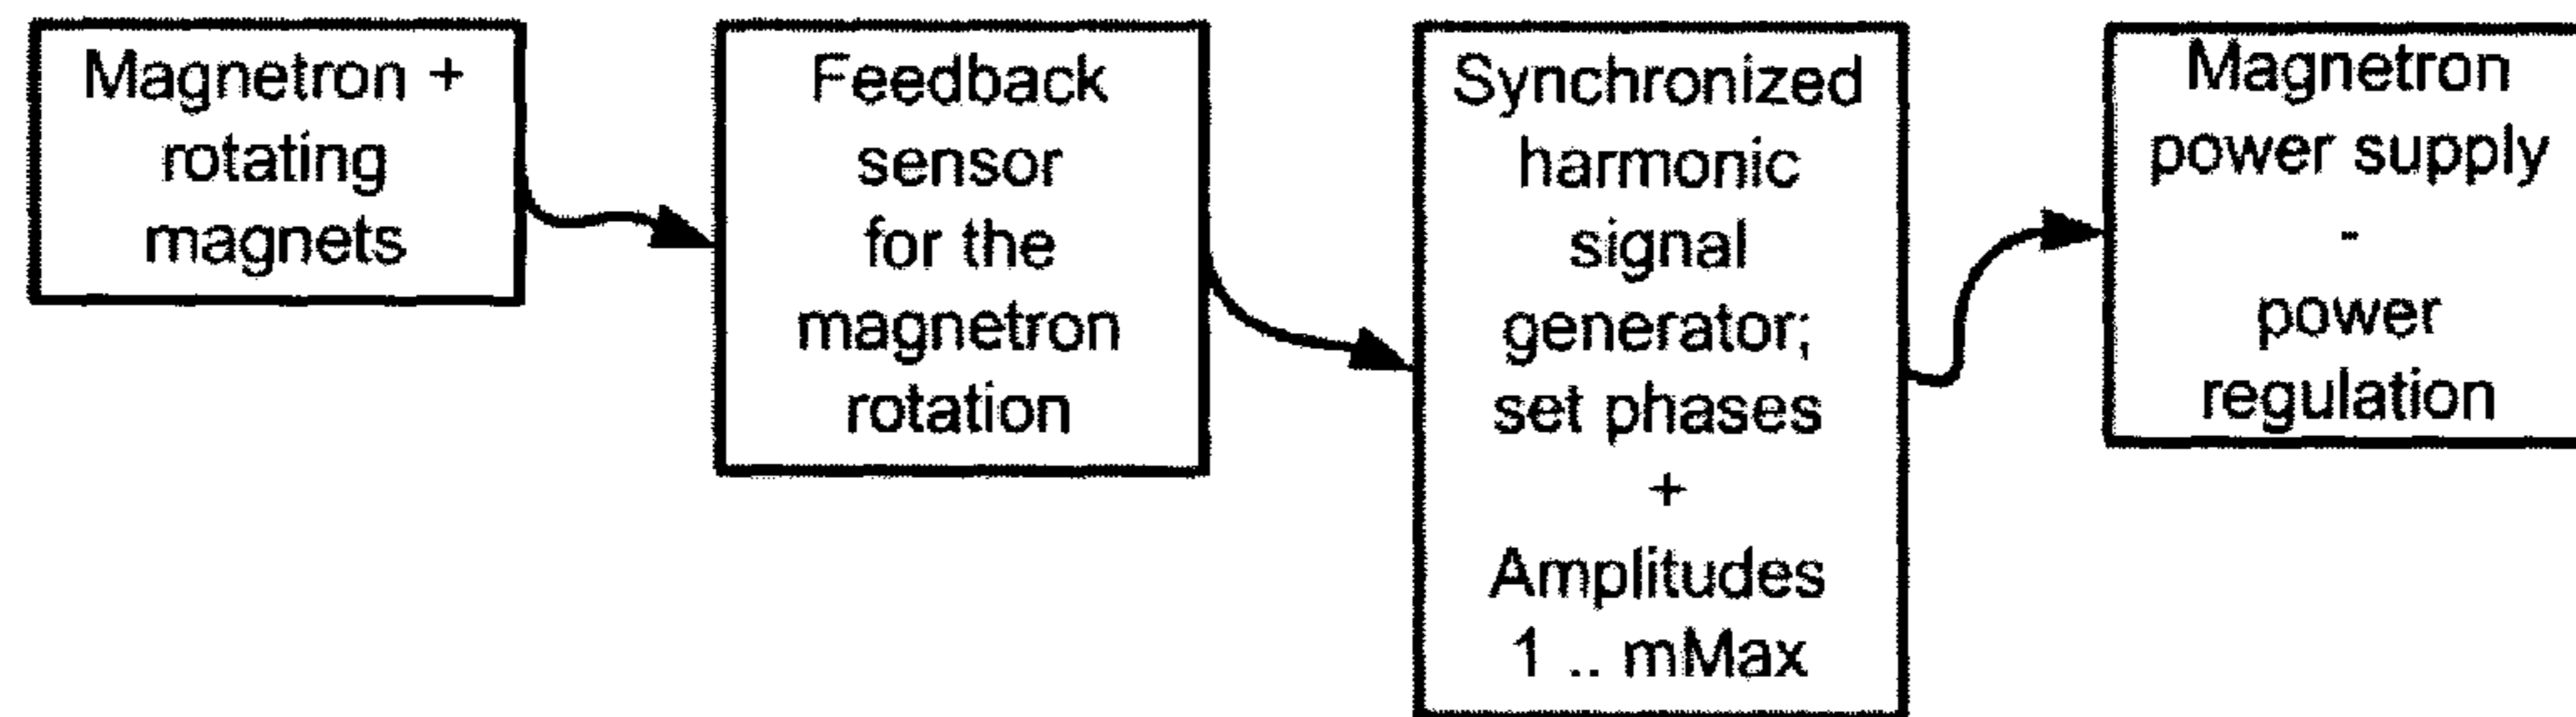 Magnetron +
rotating
magnets
Feedback
sensor
for the
magnetron
rotation
Synchronized
harmonic
signal
generator;
set phases
+
Amplitudes
1 .. mMax
Magnetron
power supply
-
power
regulation